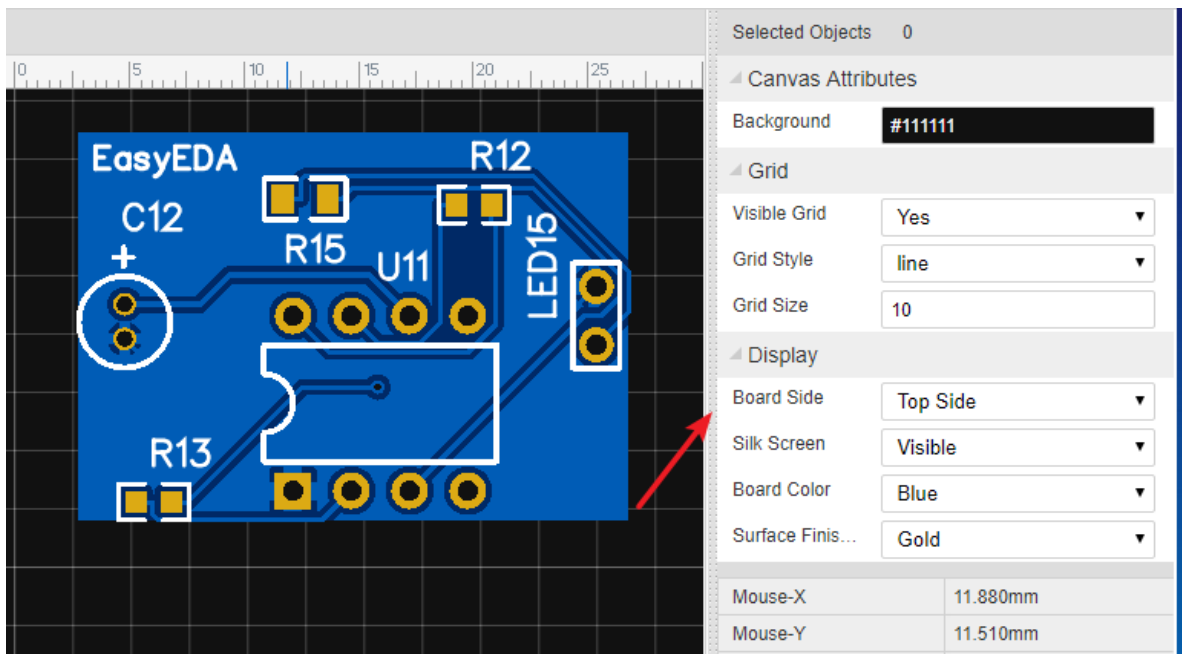 Selected Objects 0
0 5 10 15 20 25
Canvas Attributes
Background #111111
Grid
Visible Grid Yes
Grid Style line
Grid Size 10
Display
Board Side Top Side
Silk Screen Visible
Board Color Blue
Surface Finis... Gold
Mouse-X 11.880mm
Mouse-Y 11.510mm
EasyEDA
R12
C12
+
R15
U11
LED15
R13